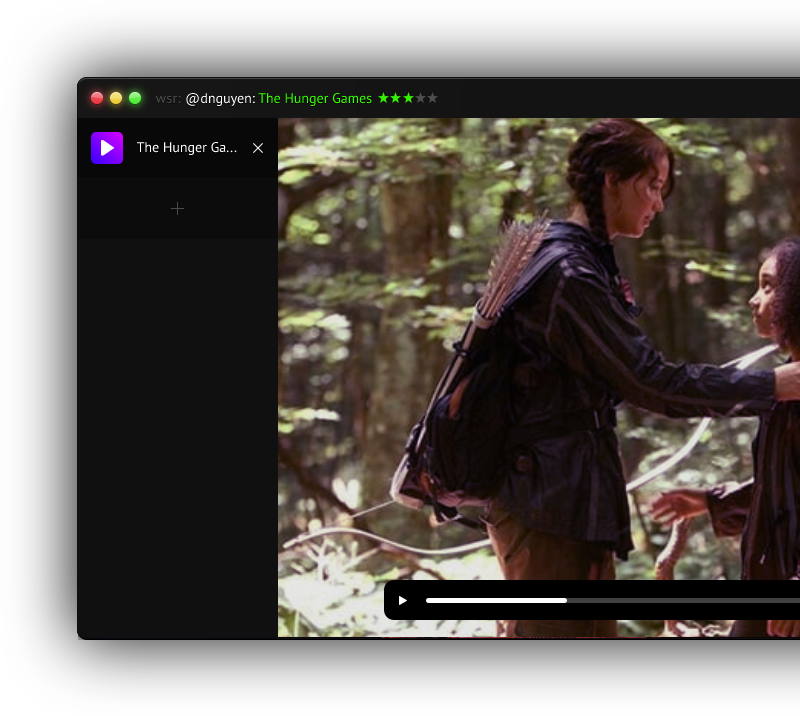 wsr: @dnguyen: The Hunger Games ★★★★★
The Hunger Ga...